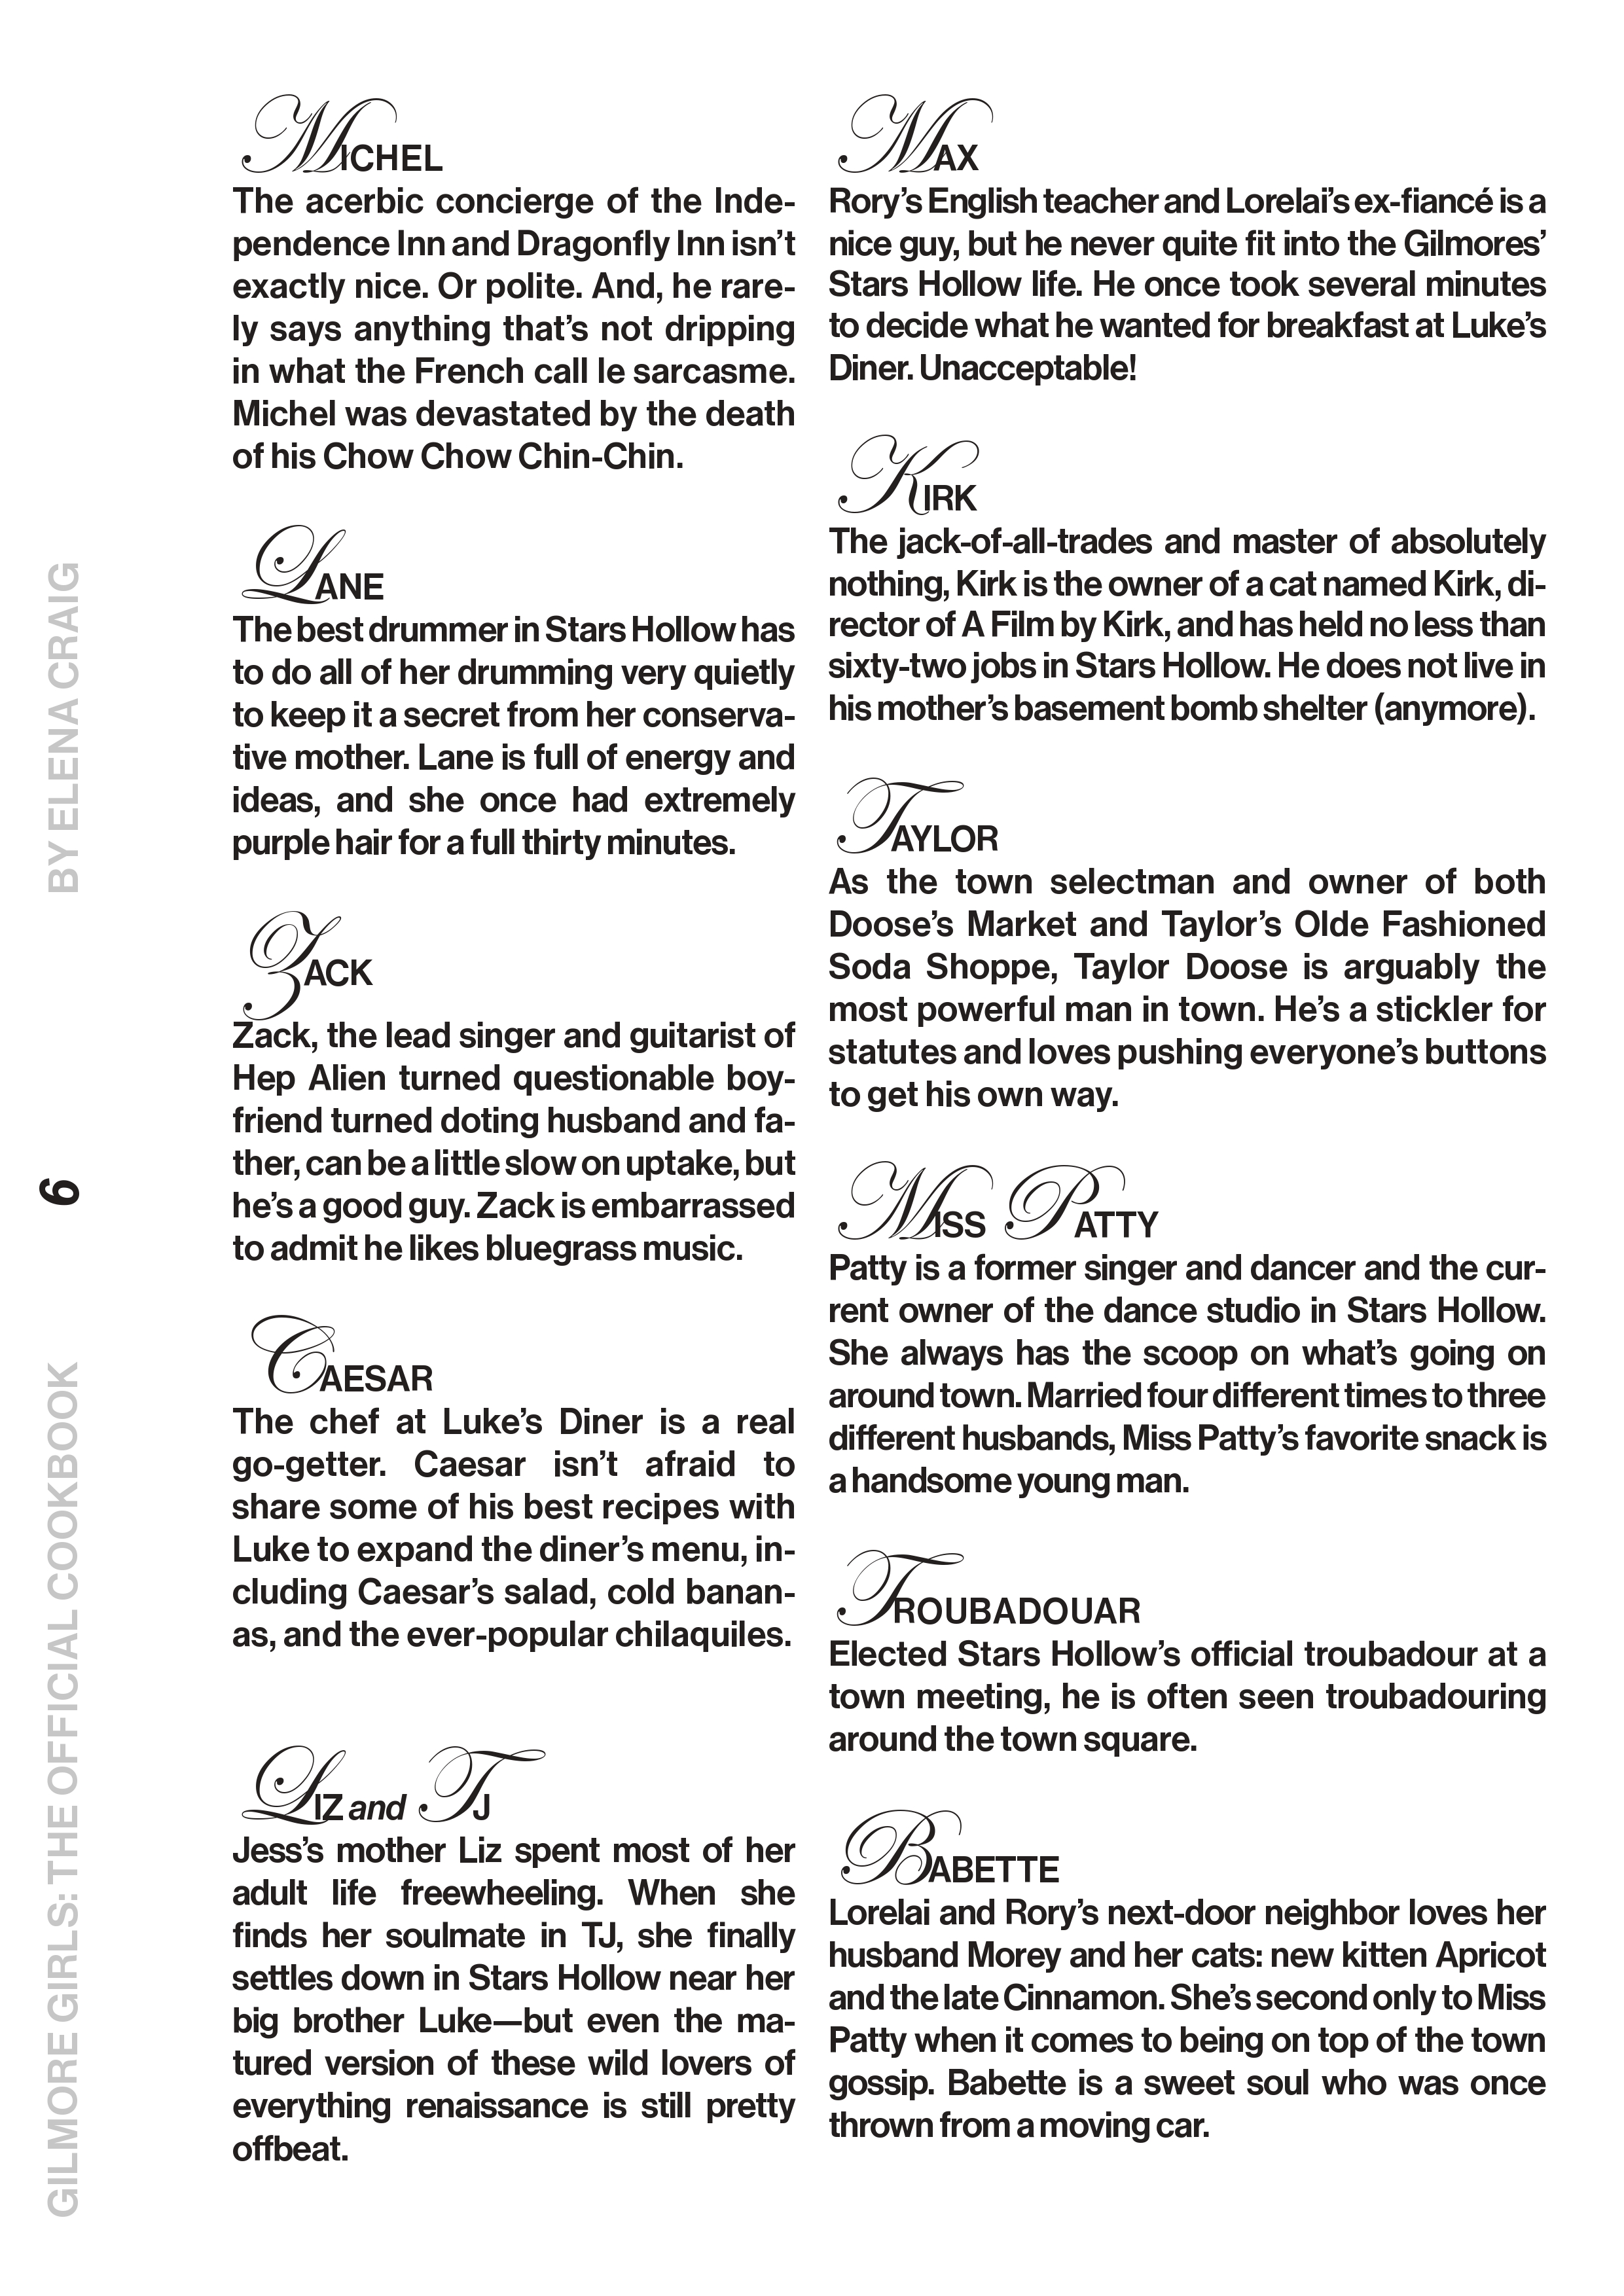 MICHEL
The acerbic concierge of the Inde-
pendence Inn and Dragonfly Inn isn’t
exactly nice. Or polite. And, he rare-
ly says anything that’s not dripping
in what the French call le sarcasme.
Michel was devastated by the death
of his Chow Chow Chin-Chin.
LANE
The best drummer in Stars Hollow has
to do all of her drumming very quietly
to keep it a secret from her conserva-
tive mother. Lane is full of energy and
ideas, and she once had extremely
purple hair for a full thirty minutes.
ZACK
Zack, the lead singer and guitarist of
Hep Alien turned questionable boy-
friend turned doting husband and fa-
ther, can be a little slow on uptake, but
he’s a good guy. Zack is embarrassed
to admit he likes bluegrass music.
CAESAR
The chef at Luke’s Diner is a real
go-getter. Caesar isn’t afraid to
share some of his best recipes with
Luke to expand the diner’s menu, in-
cluding Caesar’s salad, cold banan-
as, and the ever-popular chilaquiles.
LIZ and TJ
Jess’s mother Liz spent most of her
adult life freewheeling. When she
finds her soulmate in TJ, she finally
settles down in Stars Hollow near her
big brother Luke—but even the ma-
tured version of these wild lovers of
everything renaissance is still pretty
offbeat.
MAX
Rory’s English teacher and Lorelai’s ex-fiancé is a
nice guy, but he never quite fit into the Gilmores’
Stars Hollow life. He once took several minutes
to decide what he wanted for breakfast at Luke’s
Diner. Unacceptable!
KIRK
The jack-of-all-trades and master of absolutely
nothing, Kirk is the owner of a cat named Kirk, di-
rector of A Film by Kirk, and has held no less than
sixty-two jobs in Stars Hollow. He does not live in
his mother’s basement bomb shelter (anymore).
TAYLOR
As the town selectman and owner of both
Doose’s Market and Taylor’s Olde Fashioned
Soda Shoppe, Taylor Doose is arguably the
most powerful man in town. He’s a stickler for
statutes and loves pushing everyone’s buttons
to get his own way.
MISS PATTY
Patty is a former singer and dancer and the cur-
rent owner of the dance studio in Stars Hollow.
She always has the scoop on what’s going on
around town. Married four different times to three
different husbands, Miss Patty’s favorite snack is
a handsome young man.
TROUBADOUAR
Elected Stars Hollow’s official troubadour at a
town meeting, he is often seen troubadouring
around the town square.
BABETTE
Lorelai and Rory’s next-door neighbor loves her
husband Morey and her cats: new kitten Apricot
and the late Cinnamon. She’s second only to Miss
Patty when it comes to being on top of the town
gossip. Babette is a sweet soul who was once
thrown from a moving car.
GILMORE GIRLS: THE OFFICIAL COOKBOOK
6
BY ELENA CRAIG